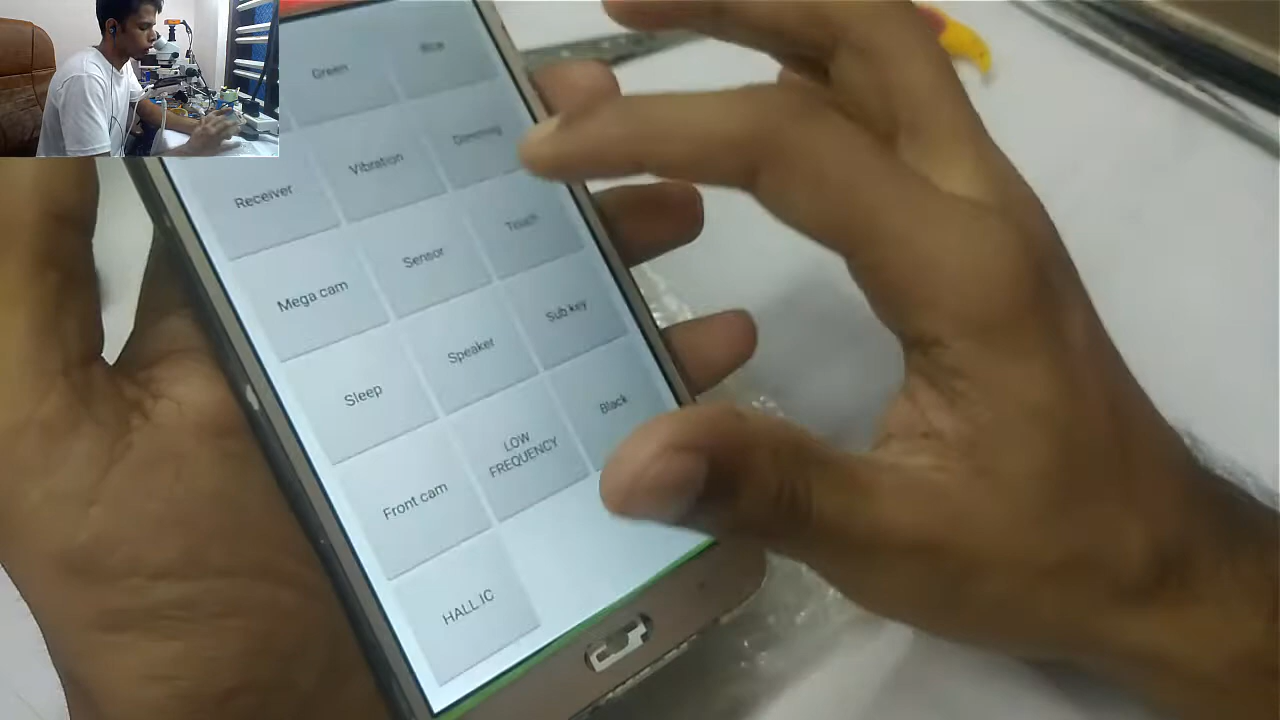 Green
Blue
Receiver
Vibration
Dimming
Mega cam
Sensor
Touch
Sleep
Speaker
Sub key
Front cam
LOW
FREQUENCY
Black
HALL IC